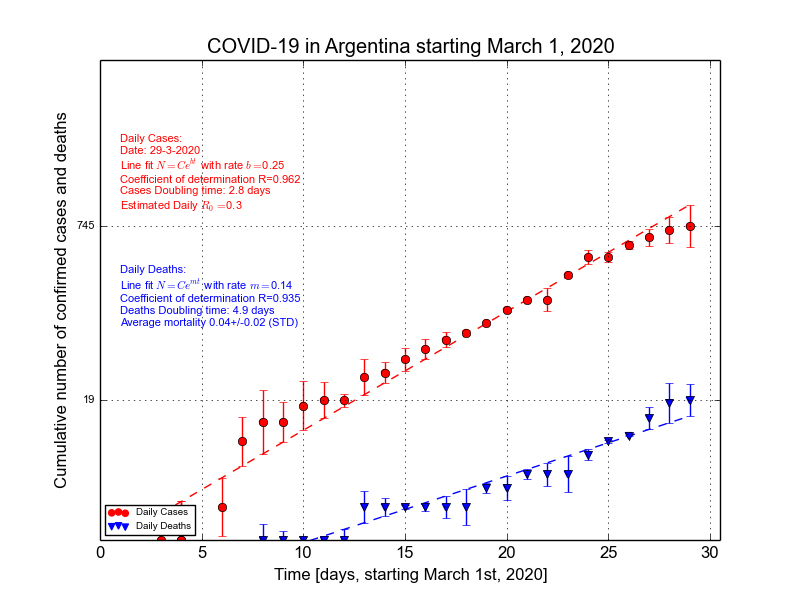 COVID-19 in Argentina starting March 1, 2020
Cumulative number of confirmed cases and deaths
Daily Cases:
Date: 29-3-2020
Line fit N = Ce^{bt} with rate b =0.25
Coefficient of determination R=0.962
Cases Doubling time: 2.8 days
Estimated Daily R_0 =0.3
745
Daily Deaths:
Line fit N = Ce^{mt} with rate m=0.14
Coefficient of determination R=0.935
Deaths Doubling time: 4.9 days
Average mortality 0.04+/-0.02 (STD)
19
Daily Cases
Daily Deaths
0 5 10 15 20 25 30
Time [days, starting March 1st, 2020]